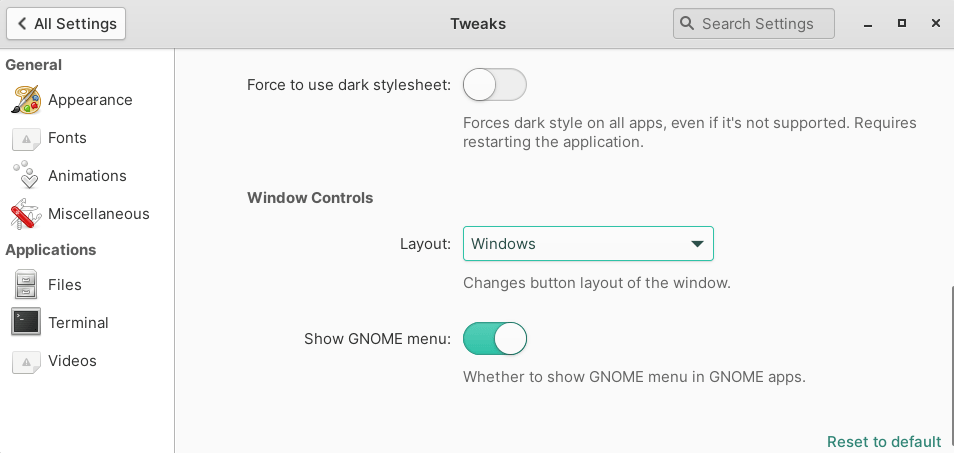 All Settings
Tweaks
Search Settings
General
Appearance
Fonts
Animations
Miscellaneous
Applications
Files
Terminal
Videos
Force to use dark stylesheet:
Forces dark style on all apps, even if it's not supported. Requires
restarting the application.
Window Controls
Layout:
Windows
Changes button layout of the window.
Show GNOME menu:
Whether to show GNOME menu in GNOME apps.
Reset to default